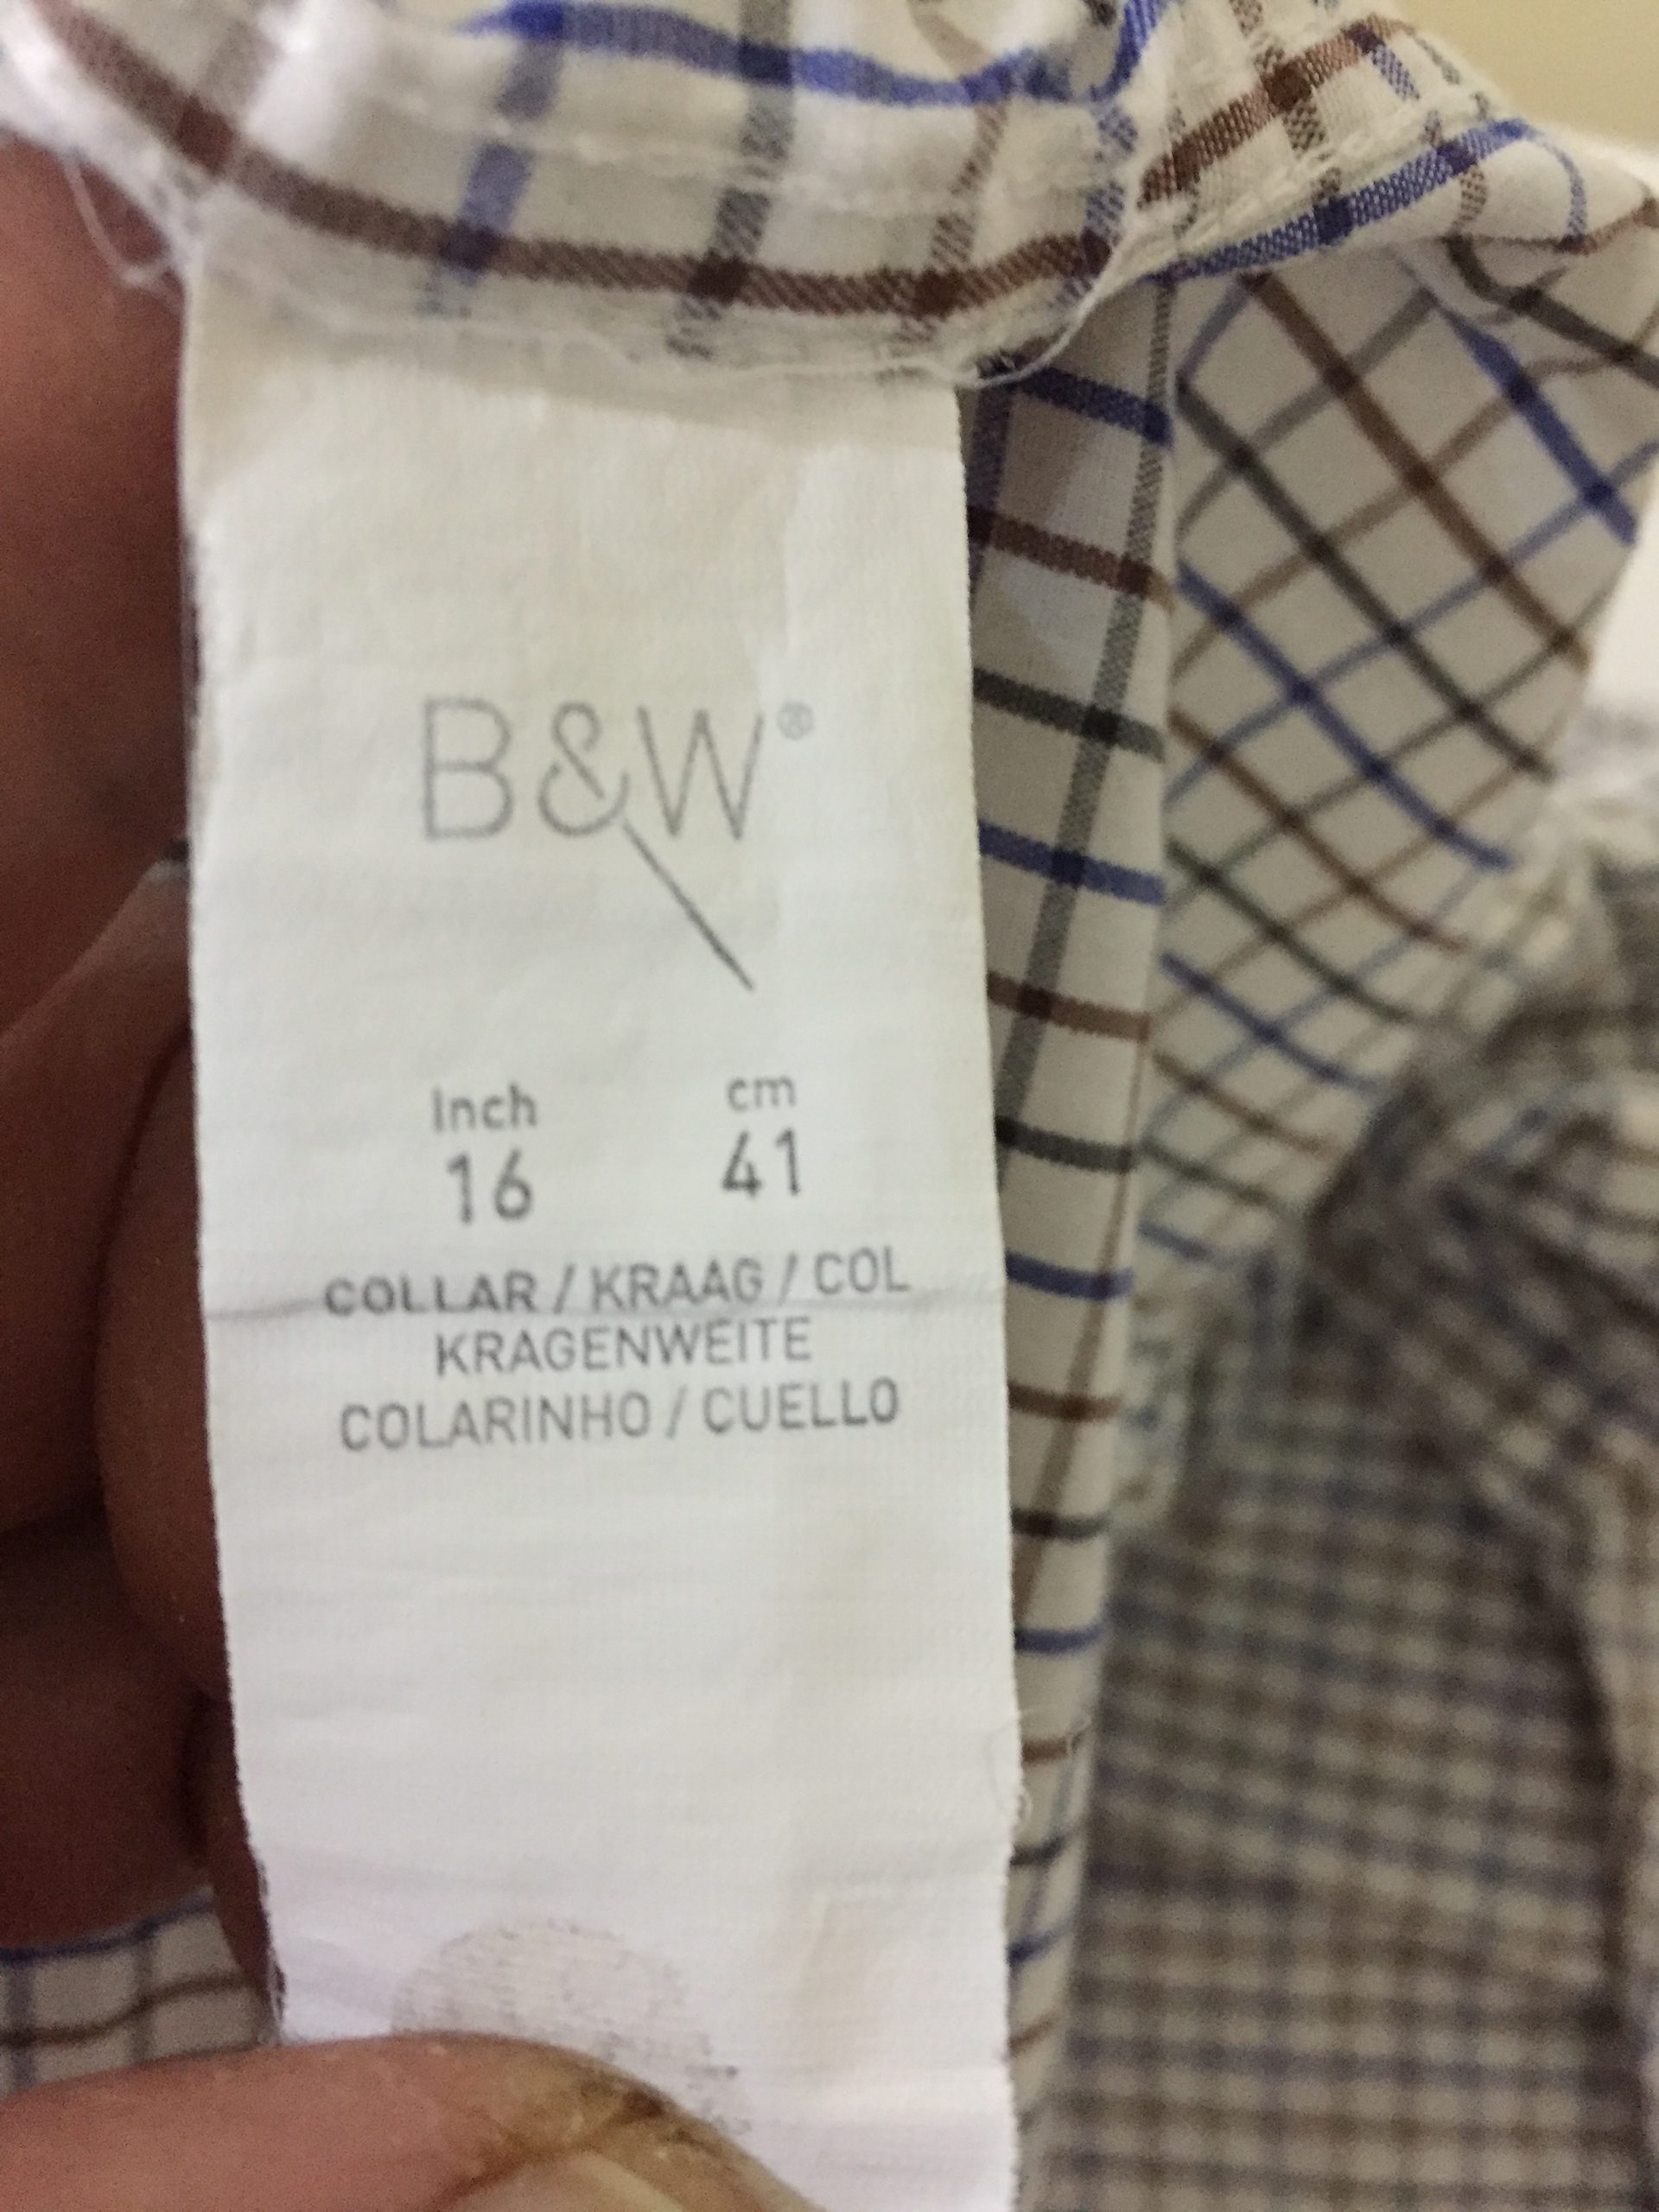 B&W®
Inch cm
16 41
COLLAR / KRAAG / COL
KRAGENWEITE
COLARINHO / CUELLO